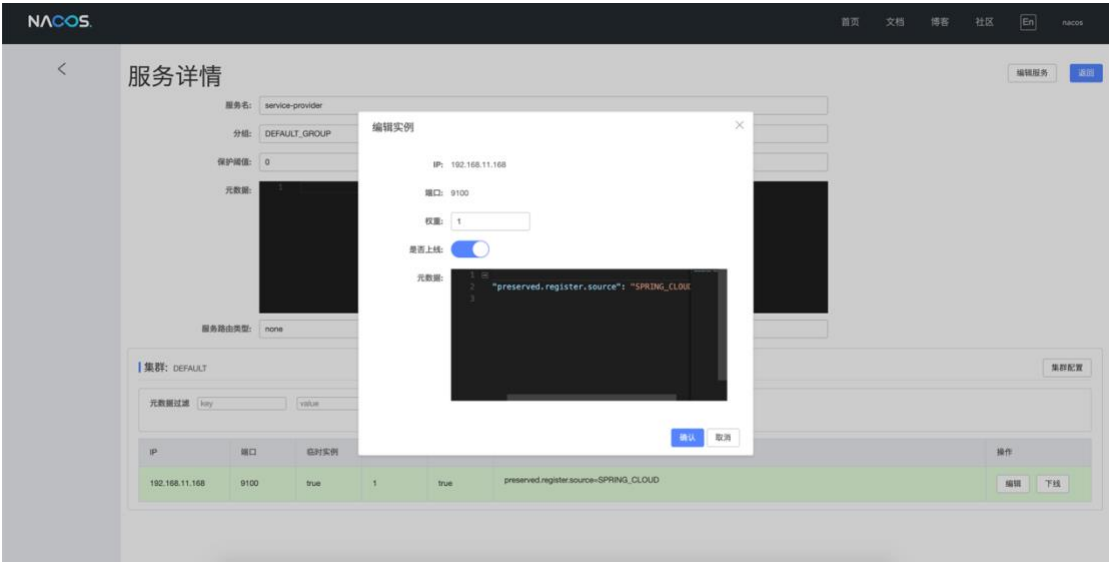 NACOS.
首页 文档 博客 社区 En nacos
服务详情
编辑服务 返回
服务名: service-provider
分组: DEFAULT_GROUP
保护阈值: 0
元数据: 1
服务路由类型: none
编辑实例
IP: 192.168.11.168
端口: 9100
权重: 1
是否上线:
元数据: 1
2 "preserved.register.source": "SPRING_CLOU
3
确认 取消
集群: DEFAULT
集群配置
元数据过滤 key value
IP 端口 临时实例 操作
192.168.11.168 9100 true 1 true preserved.register.source=SPRING_CLOUD 编辑 下线